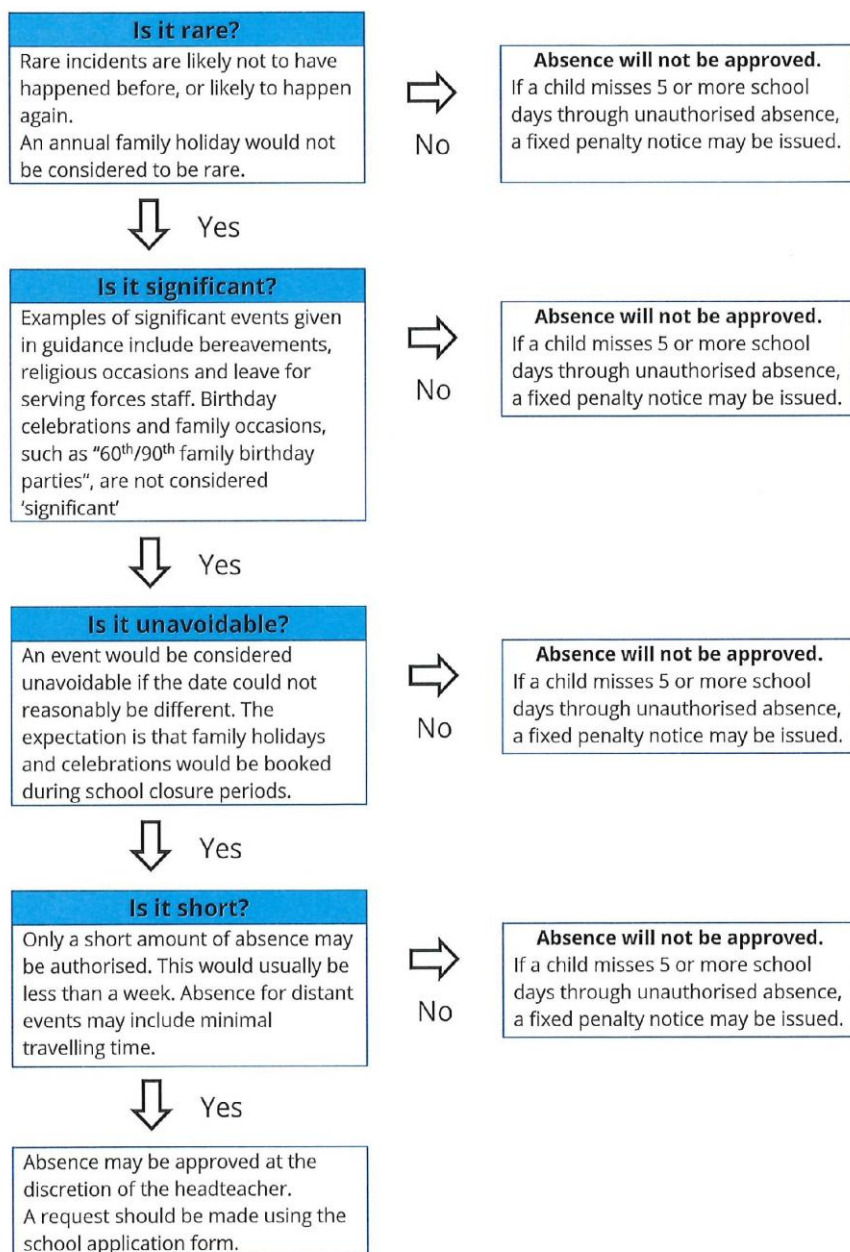 Is it rare?
Rare incidents are likely not to have
happened before, or likely to happen
again.
An annual family holiday would not
be considered to be rare.
No
Absence will not be approved.
If a child misses 5 or more school
days through unauthorised absence,
a fixed penalty notice may be issued.
Yes
Is it significant?
Examples of significant events given
in guidance include bereavements,
religious occasions and leave for
serving forces staff. Birthday
celebrations and family occasions,
such as "60th/90th family birthday
parties", are not considered
'significant'
No
Absence will not be approved.
If a child misses 5 or more school
days through unauthorised absence,
a fixed penalty notice may be issued.
Yes
Is it unavoidable?
An event would be considered
unavoidable if the date could not
reasonably be different. The
expectation is that family holidays
and celebrations would be booked
during school closure periods.
No
Absence will not be approved.
If a child misses 5 or more school
days through unauthorised absence,
a fixed penalty notice may be issued.
Yes
Is it short?
Only a short amount of absence may
be authorised. This would usually be
less than a week. Absence for distant
events may include minimal
travelling time.
No
Absence will not be approved.
If a child misses 5 or more school
days through unauthorised absence,
a fixed penalty notice may be issued.
Yes
Absence may be approved at the
discretion of the headteacher.
A request should be made using the
school application form.